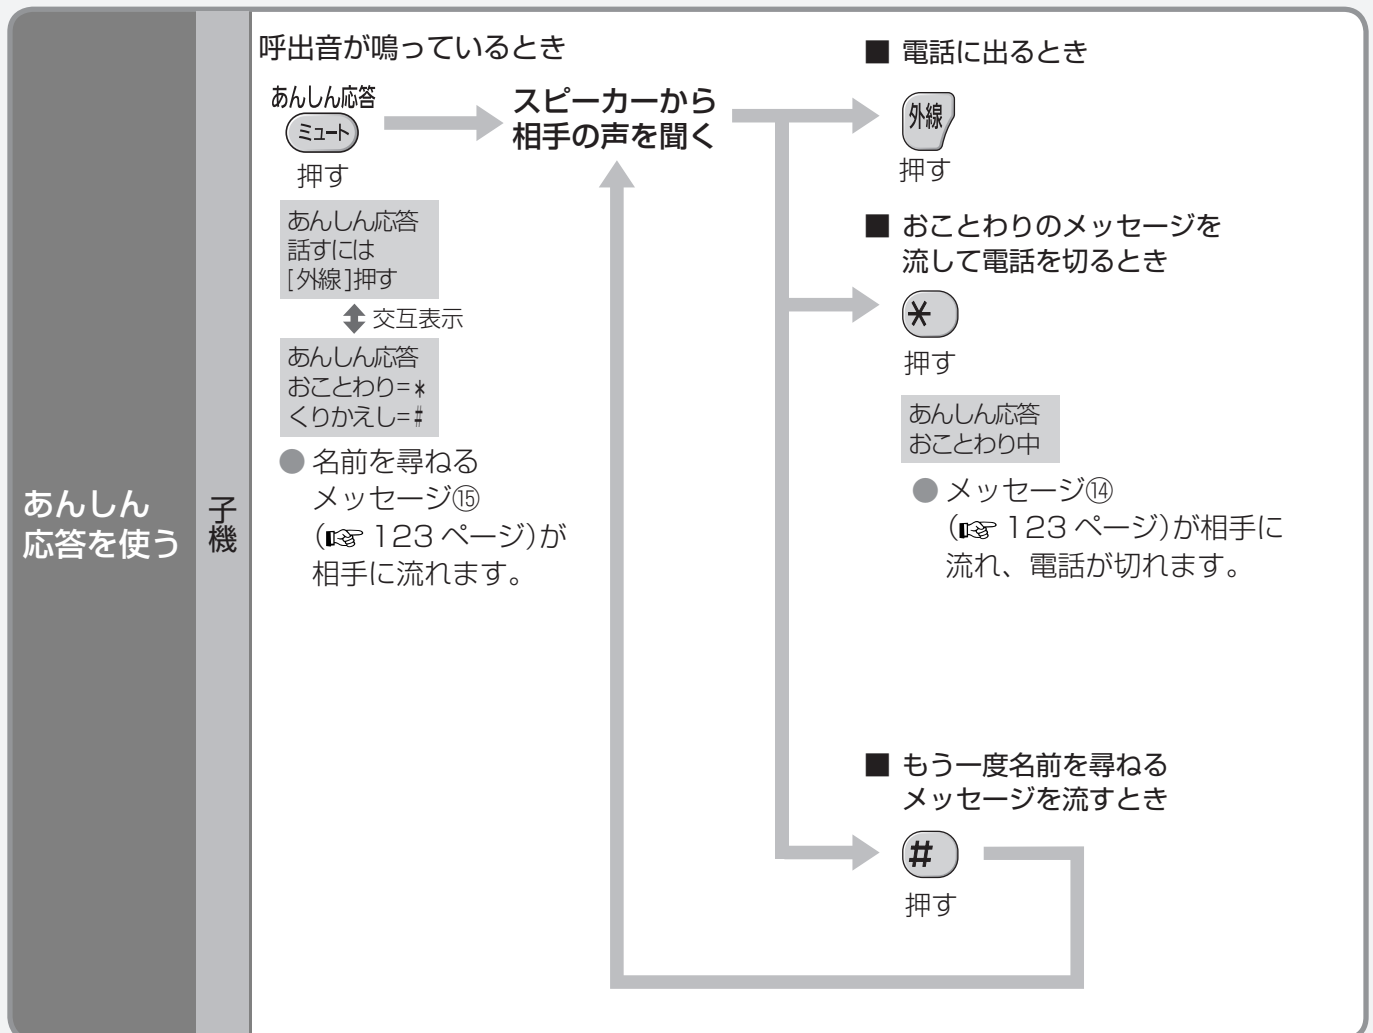 あんしん
応答を使う
子機
呼出音が鳴っているとき
あんしん応答
ミュート
押す
あんしん応答
話すには
[外線]押す
交互表示
あんしん応答
おことわり=*
くりかえし=#
● 名前を尋ねる
メッセージ⑮
(☞ 123 ページ)が
相手に流れます。
スピーカーから
相手の声を聞く
■ 電話に出るとき
外線
押す
■ おことわりのメッセージを
流して電話を切るとき
*
押す
あんしん応答
おことわり中
● メッセージ⑭
(☞ 123 ページ)が相手に
流れ、電話が切れます。
■ もう一度名前を尋ねる
メッセージを流すとき
#
押す